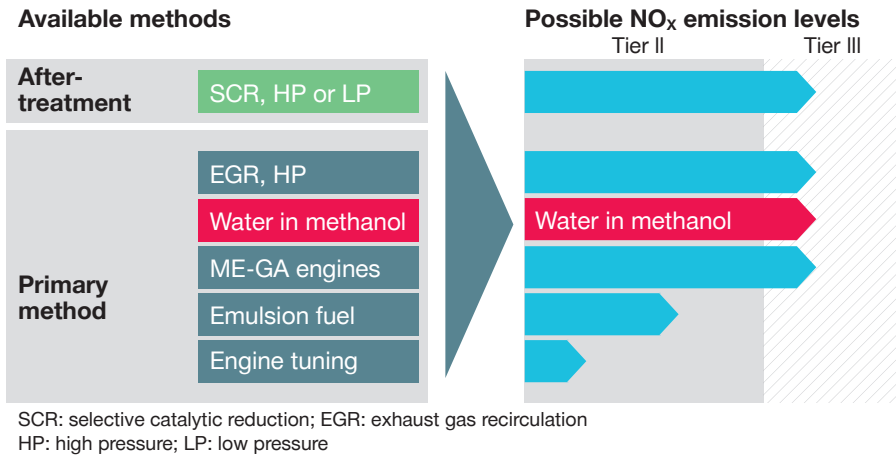 Available methods
Possible NOX emission levels
Tier II
Tier III
After-
treatment
SCR, HP or LP
EGR, HP
Water in methanol
Water in methanol
ME-GA engines
Primary
method
Emulsion fuel
Engine tuning
SCR: selective catalytic reduction; EGR: exhaust gas recirculation
HP: high pressure; LP: low pressure